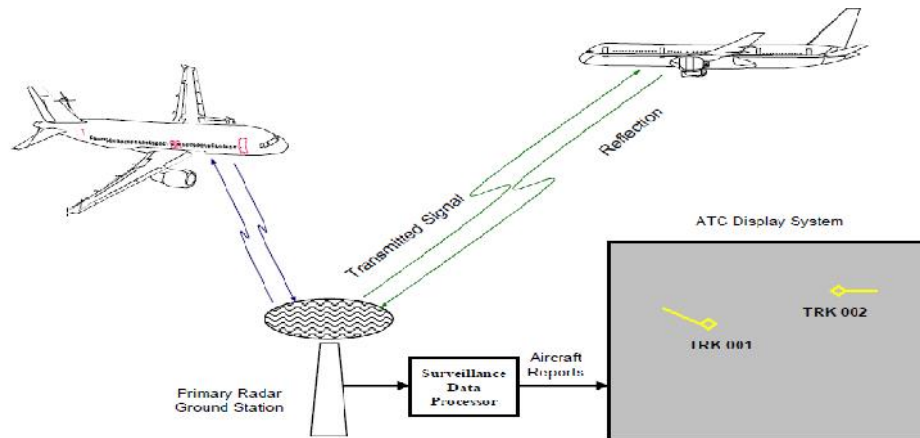 Transmitted Signal
Reflection
ATC Display System
TRK 002
TRK 001
Aircraft
Reports
Surveillance
Data
Processor
Primary Radar
Ground Station